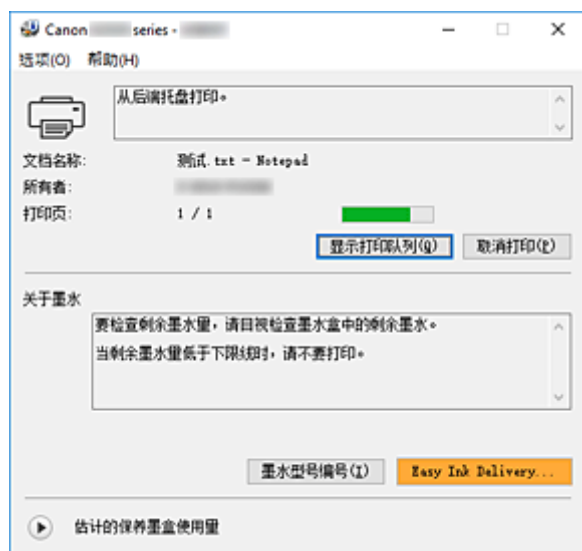 Canon series -
选项(O) 帮助(H)
从后端托盘打印。
文档名称: 测试.txt - Notepad
所有者:
打印页: 1 / 1
显示打印队列(Q) 取消打印(P)
关于墨水
要检查剩余墨水量，请目视检查墨水盒中的剩余墨水。
当剩余墨水量低于下限线时，请不要打印。
墨水型号编号(I) Easy Ink Delivery...
估计的保养墨盒使用量